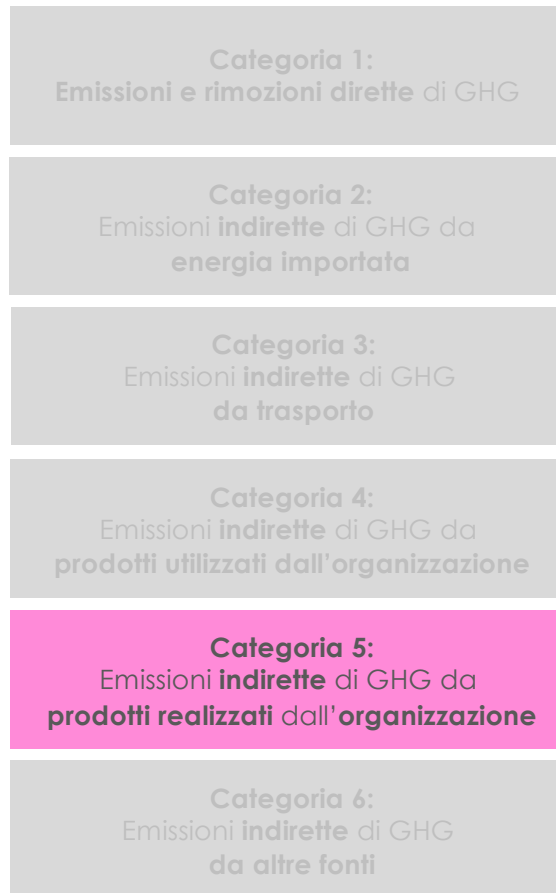 Categoria 1:
Emissioni e rimozioni dirette di GHG
Categoria 2:
Emissioni indirette di GHG da
energia importata
Categoria 3:
Emissioni indirette di GHG
da trasporto
Categoria 4:
Emissioni indirette di GHG da
prodotti utilizzati dall’organizzazione
Categoria 5:
Emissioni indirette di GHG da
prodotti realizzati dall’organizzazione
Categoria 6:
Emissioni indirette di GHG
da altre fonti